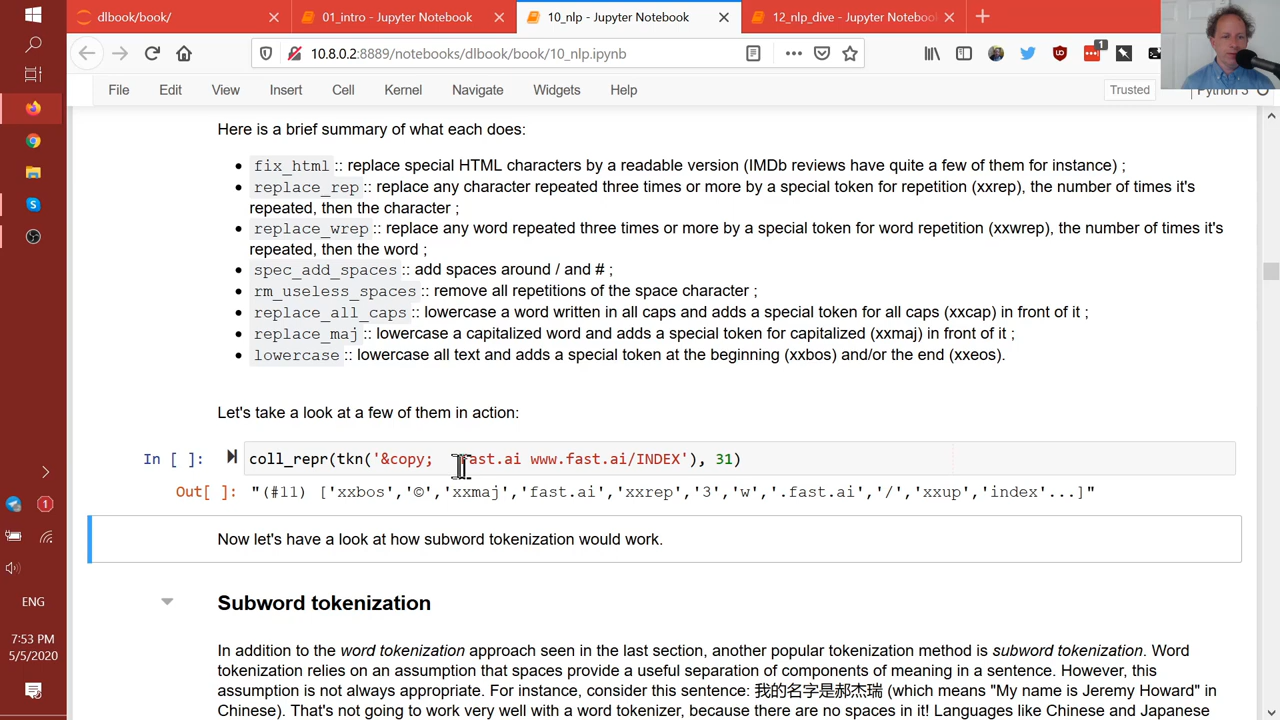 dlbook/book/
01_intro - Jupyter Notebook
10_nlp - Jupyter Notebook
12_nlp_dive - Jupyter Notebook
10.8.0.2:8889/notebooks/dlbook/book/10_nlp.ipynb
1
File Edit View Insert Cell Kernel Navigate Widgets Help
Trusted
Python 3
Here is a brief summary of what each does:
fix_html :: replace special HTML characters by a readable version (IMDb reviews have quite a few of them for instance) ;
replace_rep :: replace any character repeated three times or more by a special token for repetition (xxrep), the number of times it's
repeated, then the character ;
replace_wrep :: replace any word repeated three times or more by a special token for word repetition (xxwrep), the number of times it's
repeated, then the word ;
spec_add_spaces :: add spaces around / and # ;
rm_useless_spaces :: remove all repetitions of the space character ;
replace_all_caps :: lowercase a word written in all caps and adds a special token for all caps (xxcap) in front of it ;
replace_maj :: lowercase a capitalized word and adds a special token for capitalized (xxmaj) in front of it ;
lowercase :: lowercase all text and adds a special token at the beginning (xxbos) and/or the end (xxeos).
Let's take a look at a few of them in action:
In [ ]: coll_repr(tkn('&copy;   Fast.ai www.fast.ai/INDEX'), 31)
Out[ ]: "(#11) ['xxbos','©','xxmaj','fast.ai','xxrep','3','w','.fast.ai','/','xxup','index'...]"
Now let's have a look at how subword tokenization would work.
Subword tokenization
In addition to the word tokenization approach seen in the last section, another popular tokenization method is subword tokenization. Word
tokenization relies on an assumption that spaces provide a useful separation of components of meaning in a sentence. However, this
assumption is not always appropriate. For instance, consider this sentence: 我的名字是郝杰瑞 (which means "My name is Jeremy Howard" in
Chinese). That's not going to work very well with a word tokenizer, because there are no spaces in it! Languages like Chinese and Japanese
1
ENG
7:53 PM
5/5/2020